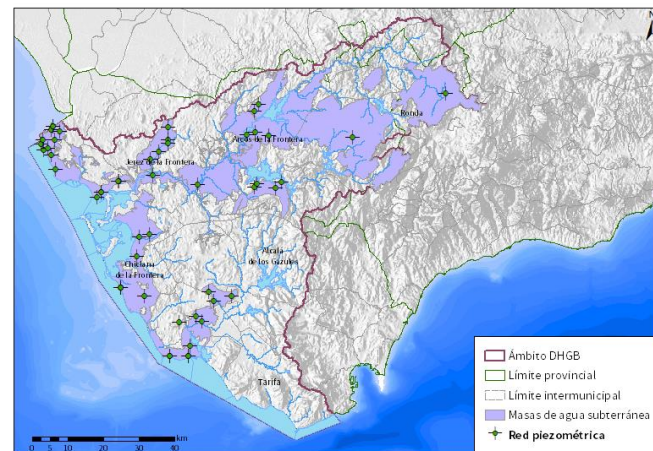 N
Ronda
Arcos de la Frontera
Jerez de la Frontera
Alcalá
de los Gazules
Chiclana
de la Frontera
Tarifa
Ámbito DHGB
Límite provincial
Límite intermunicipal
Masas de agua subterránea
Red piezométrica
km
0 5 10 20 30 40